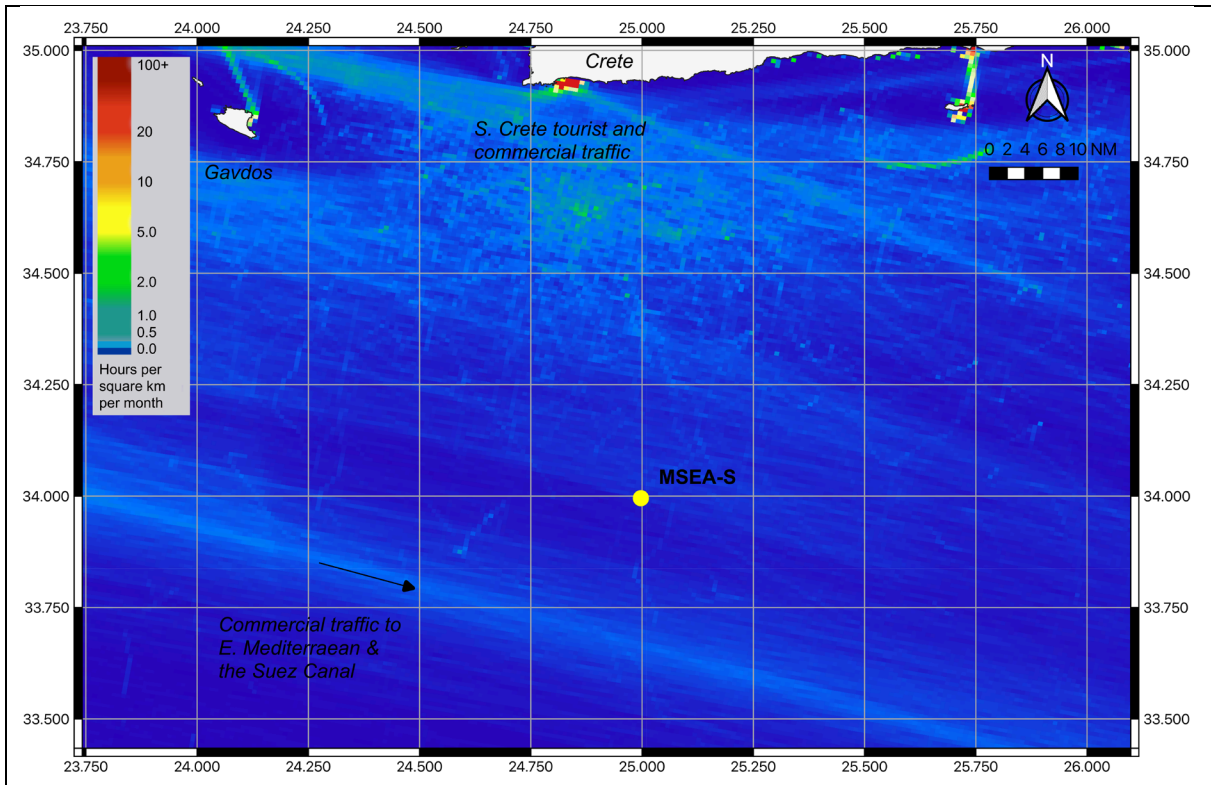 23.750 24.000 24.250 24.500 24.750 25.000 25.250 25.500 25.750 26.000
35.000
35.000
Crete
N
100+
20
10
5.0
2.0
1.0
0.5
0.0
Hours per
square km
per month
Gavdos
S. Crete tourist and
commercial traffic
0 2 4 6 8 10 NM
34.750
34.750
34.500
34.500
34.250
34.250
MSEA-S
34.000
34.000
33.750
33.750
Commercial traffic to
E. Mediterraean &
the Suez Canal
33.500
33.500
23.750 24.000 24.250 24.500 24.750 25.000 25.250 25.500 25.750 26.000